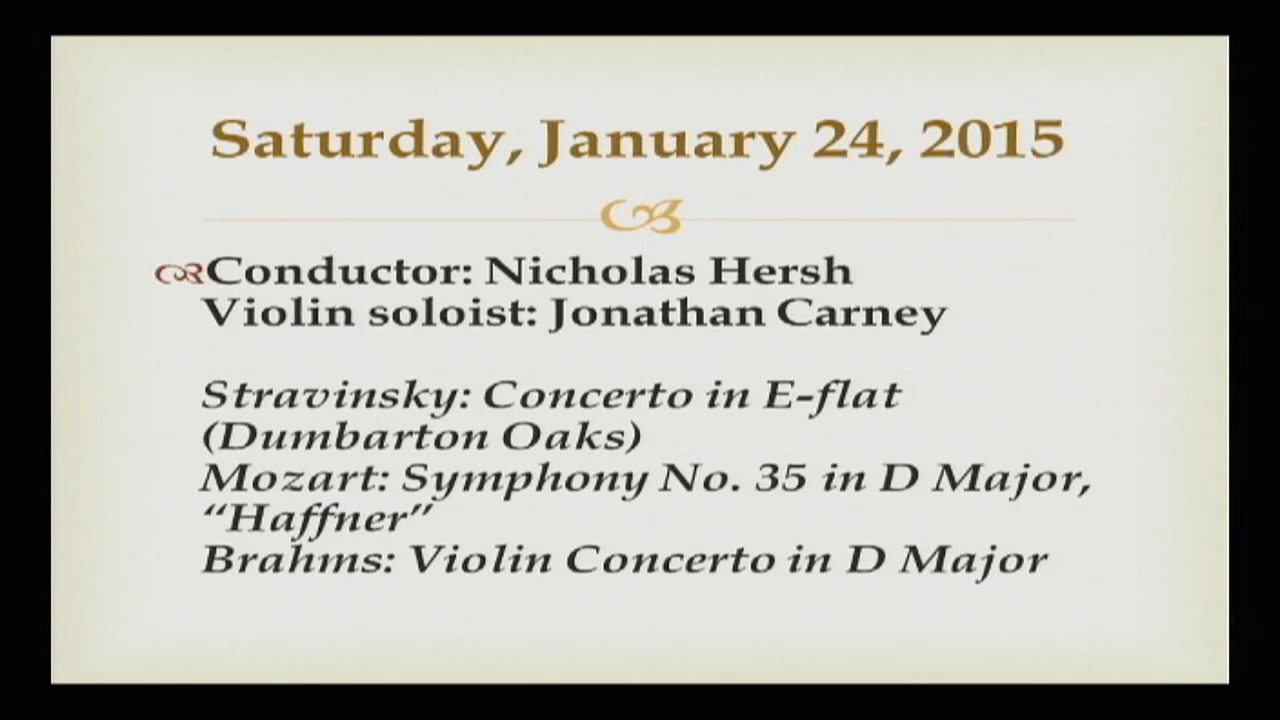 Saturday, January 24, 2015
Conductor: Nicholas Hersh
Violin soloist: Jonathan Carney
Stravinsky: Concerto in E-flat
(Dumbarton Oaks)
Mozart: Symphony No. 35 in D Major,
“Haffner”
Brahms: Violin Concerto in D Major